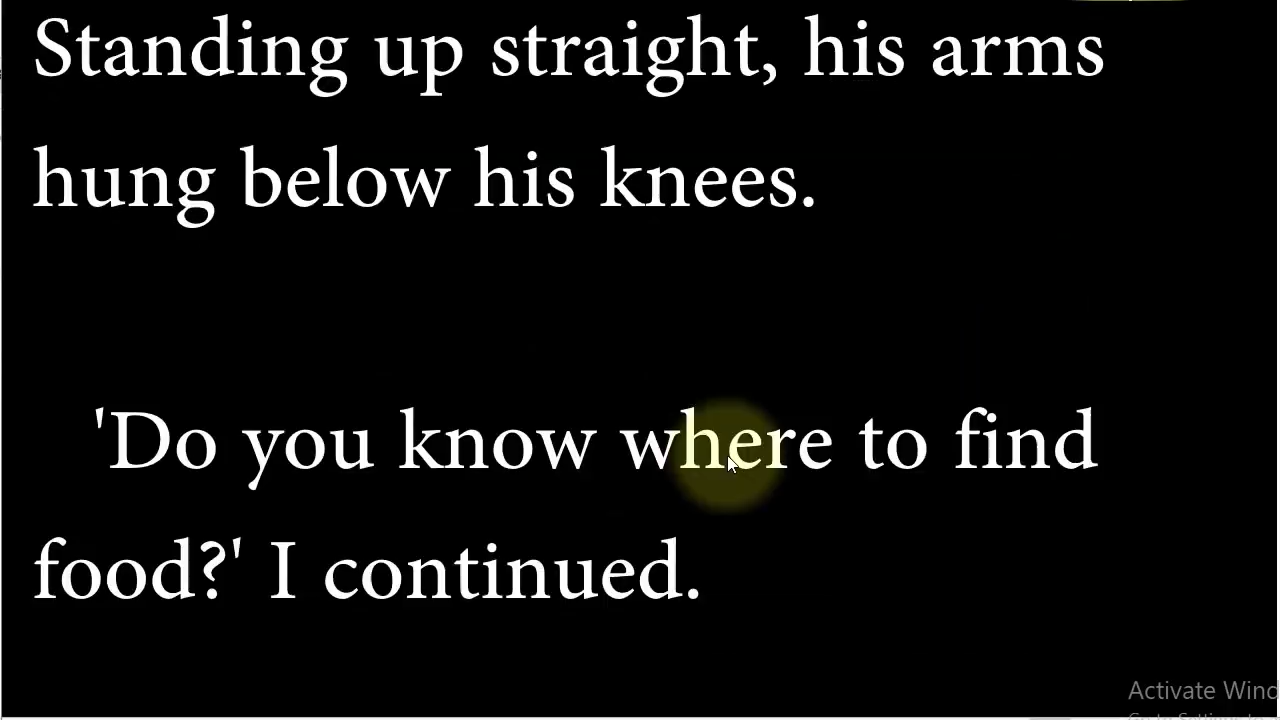 Standing up straight, his arms
hung below his knees.
'Do you know where to find
food?' I continued.
Activate Wind